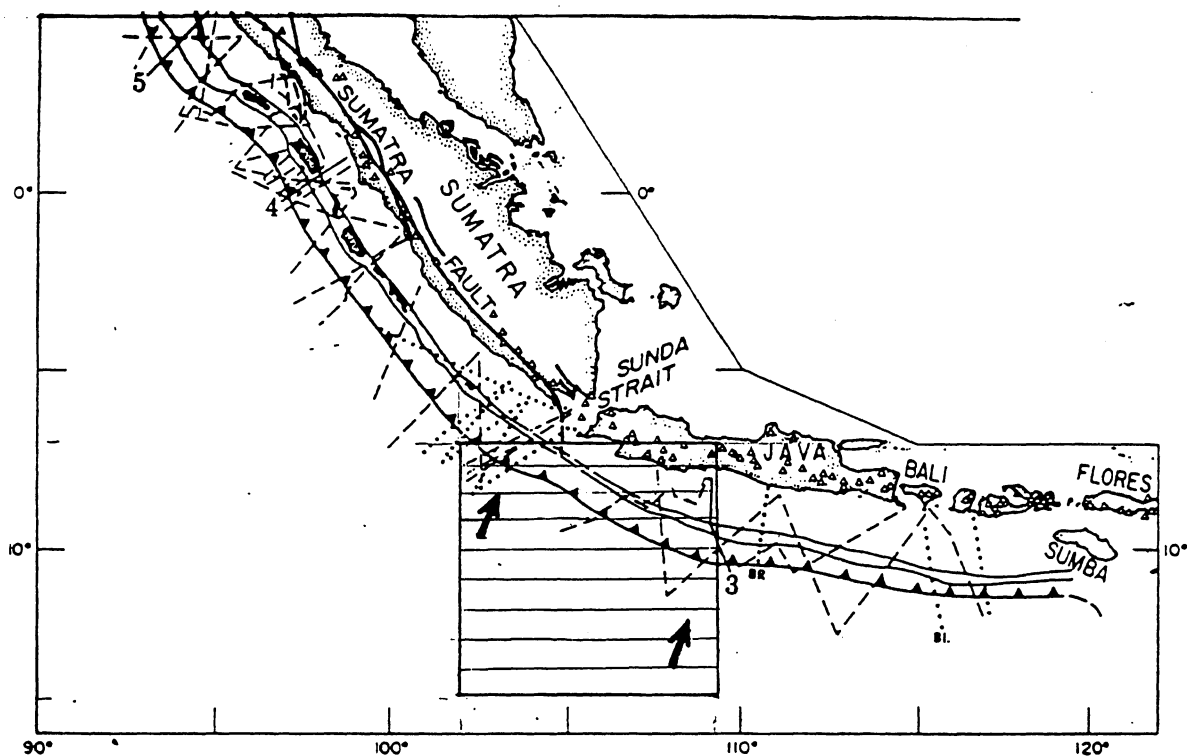 5
SUMATRA
0°
0°
4
SUMATRA
FAULT
SUNDA
STRAIT
JAVA
BALI
FLORES
10°
10°
SUMBA
BR
3
BI.
90°
100°
110°
120°